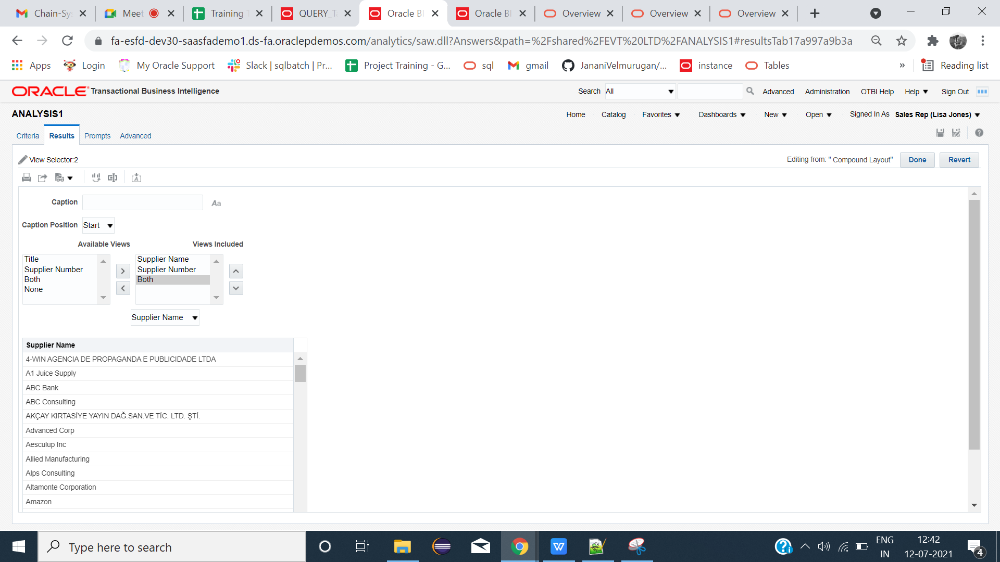 Chain-Sy
Meet
Training
QUERY_T
Oracle BI
Oracle BI
Overview
Overview
Overview
fa-esfd-dev30-saasfademo1.ds-fa.oraclepdemos.com/analytics/saw.dll?Answers&path=%2Fshared%2FEVT%20LTD%2FANALYSIS1#resultsTab17a997a9b3a
Apps
Login
My Oracle Support
Slack | sqlbatch | Pr...
Project Training - G...
sql
gmail
JananiVelmurugan/...
instance
Tables
»
Reading list
ORACLE Transactional Business Intelligence
Search All
Advanced
Administration
OTBI Help
Help
Sign Out
ANALYSIS1
Home
Catalog
Favorites
Dashboards
New
Open
Signed In As Sales Rep (Lisa Jones)
Criteria
Results
Prompts
Advanced
View Selector:2
Editing from: " Compound Layout"
Done
Revert
Caption
Aa
Caption Position Start
Available Views
Views Included
Title
Supplier Number
Both
None
Supplier Name
Supplier Number
Both
Supplier Name
Supplier Name
4-WIN AGENCIA DE PROPAGANDA E PUBLICIDADE LTDA
A1 Juice Supply
ABC Bank
ABC Consulting
AKÇAY KIRTASİYE YAYIN DAĞ.SAN.VE TİC. LTD. ŞTİ.
Advanced Corp
Aesculup Inc
Allied Manufacturing
Alps Consulting
Altamonte Corporation
Amazon
Type here to search
ENG
IN
12:42
12-07-2021
4